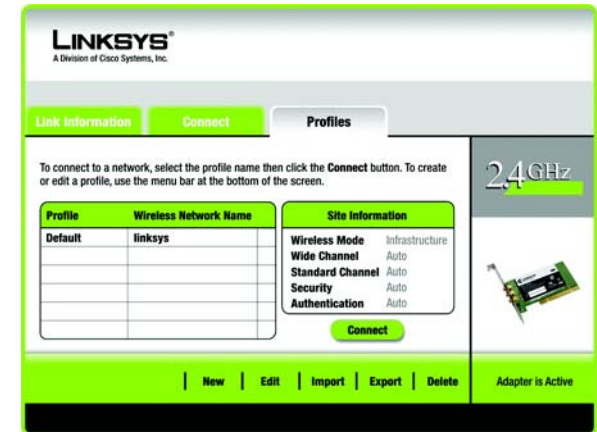 LINKSYS®
A Division of Cisco Systems, Inc.
Link Information Connect Profiles
To connect to a network, select the profile name then click the Connect button. To create
or edit a profile, use the menu bar at the bottom of the screen.
2.4GHz
Profile Wireless Network Name
Default linksys
Site Information
Wireless Mode Infrastructure
Wide Channel Auto
Standard Channel Auto
Security Auto
Authentication Auto
Connect
New | Edit | Import | Export | Delete
Adapter is Active